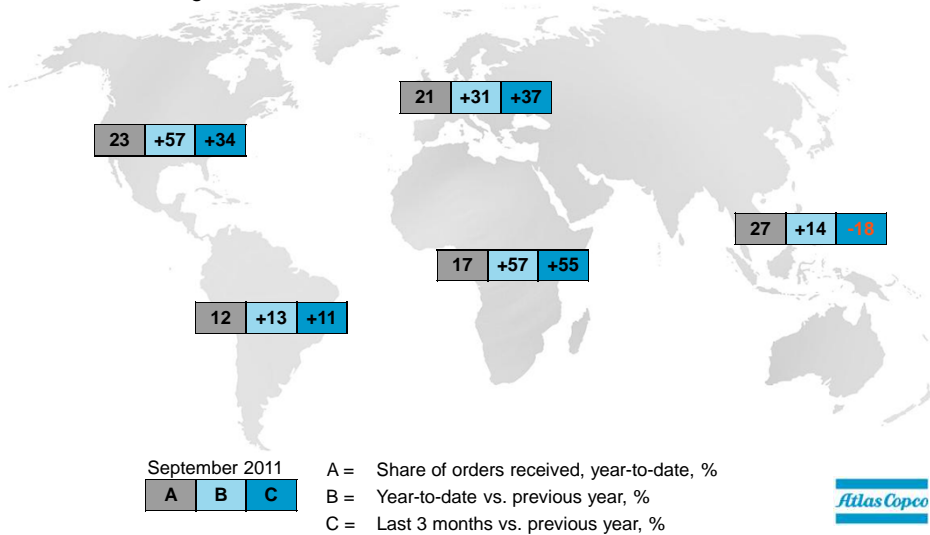 21 +31 +37
23 +57 +34
27 +14 -18
17 +57 +55
12 +13 +11
September 2011
A B C
A = Share of orders received, year-to-date, %
B = Year-to-date vs. previous year, %
C = Last 3 months vs. previous year, %
Atlas Copco